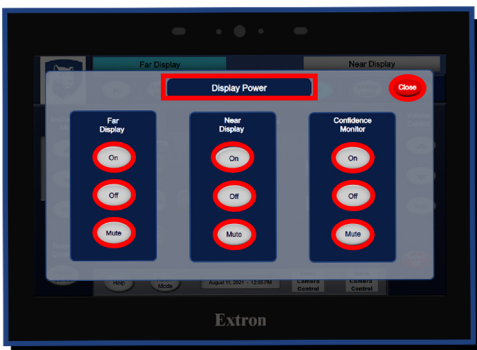 Far Display
Near Display
Display Power
Close
Far
Display
On
Off
Mute
Near
Display
On
Off
Mute
Confidence
Monitor
On
Off
Mute
Help
Mode
August 11, 2021 - 12:55 PM
Camera
Control
Camera
Control
Extron